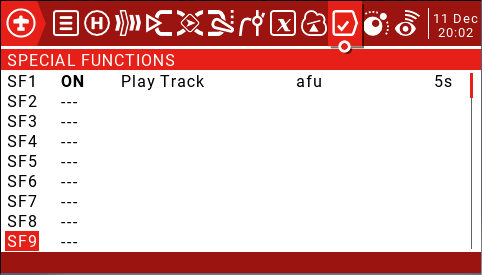 11 Dec
20:02
SPECIAL FUNCTIONS
SF1 ON Play Track afu 5s
SF2 ---
SF3 ---
SF4 ---
SF5 ---
SF6 ---
SF7 ---
SF8 ---
SF9 ---